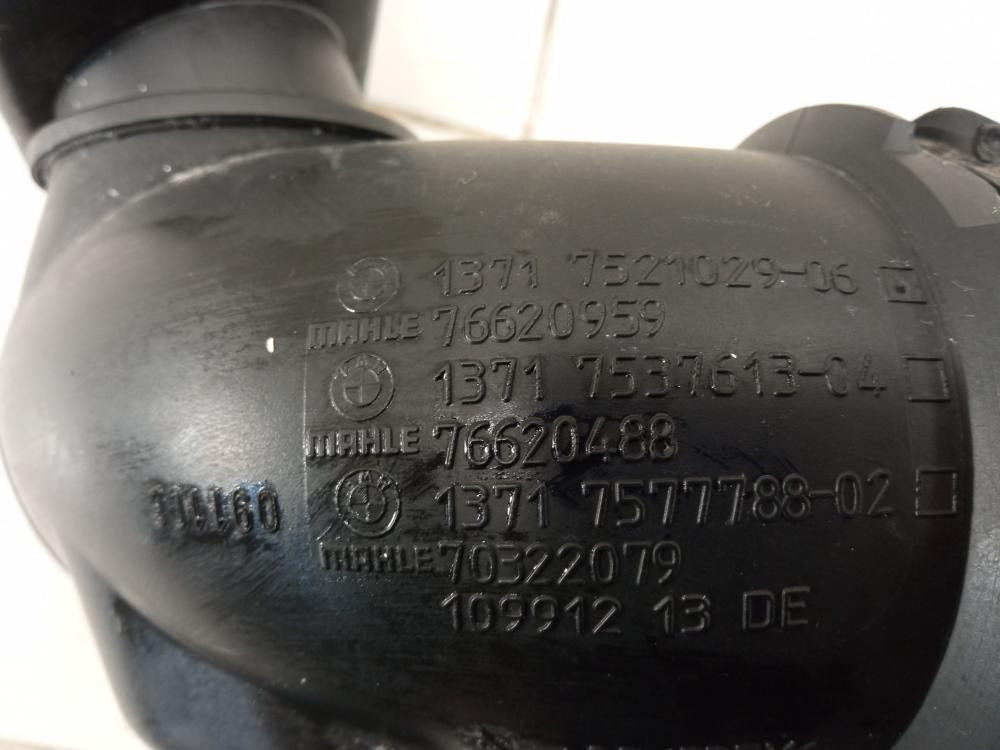 1371 7521029-06
MAHLE 76620959
1371 7537613-04
MAHLE 76620488
1371 7577788-02
MAHLE 70322079
109912 13 DE